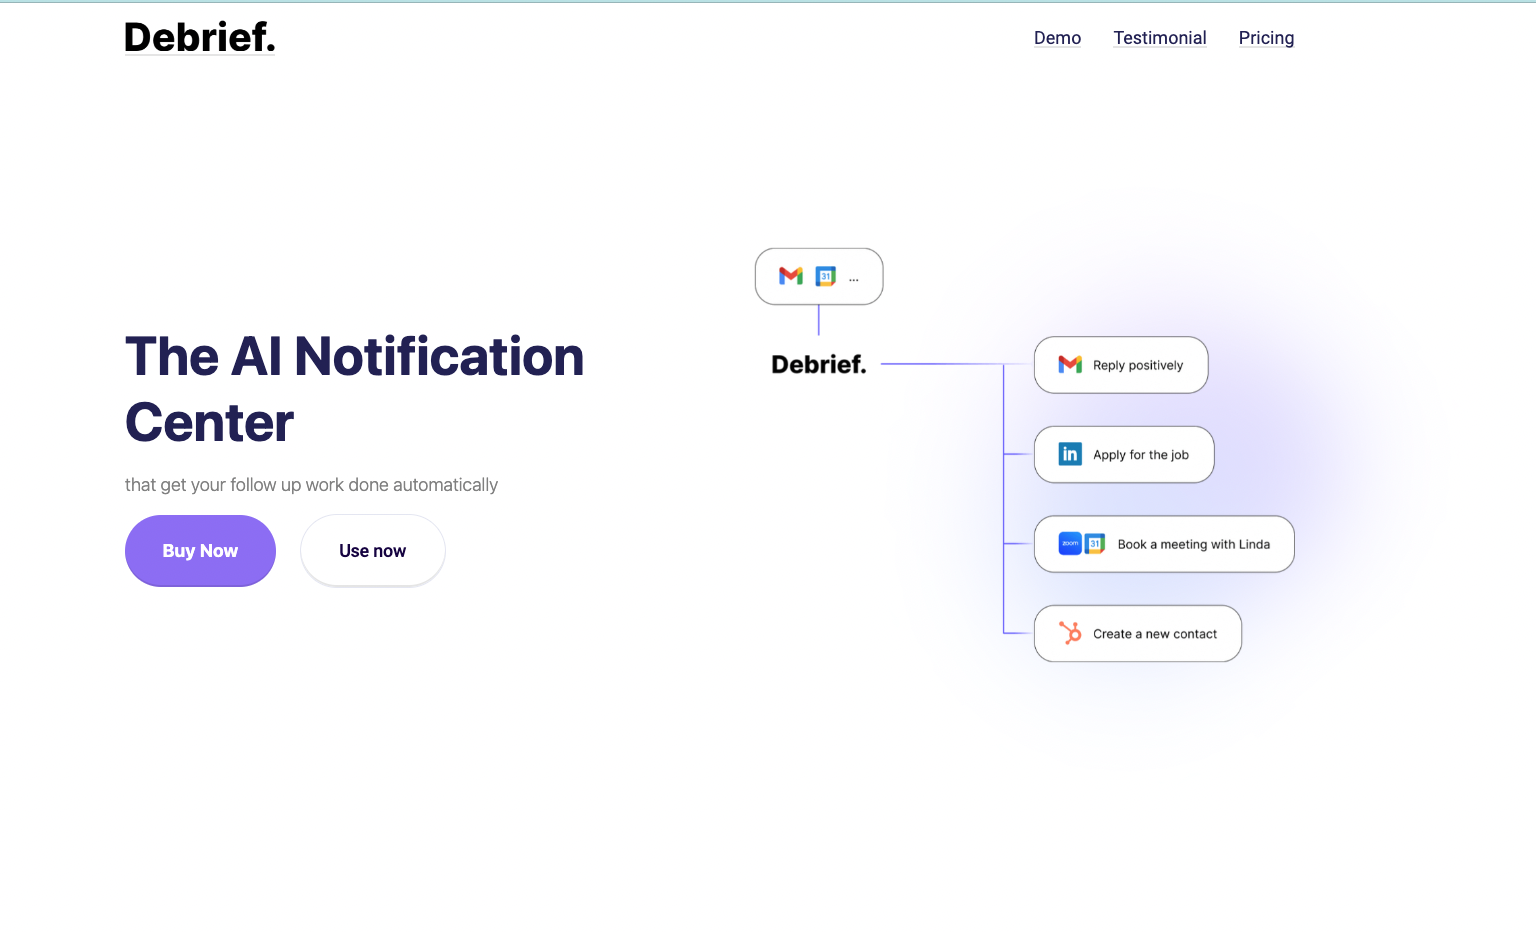 Debrief.
Demo
Testimonial
Pricing
The AI Notification
Center
that get your follow up work done automatically
Buy Now
Use now
31
...
Debrief.
Reply positively
in
Apply for the job
zoom
31
Book a meeting with Linda
Create a new contact